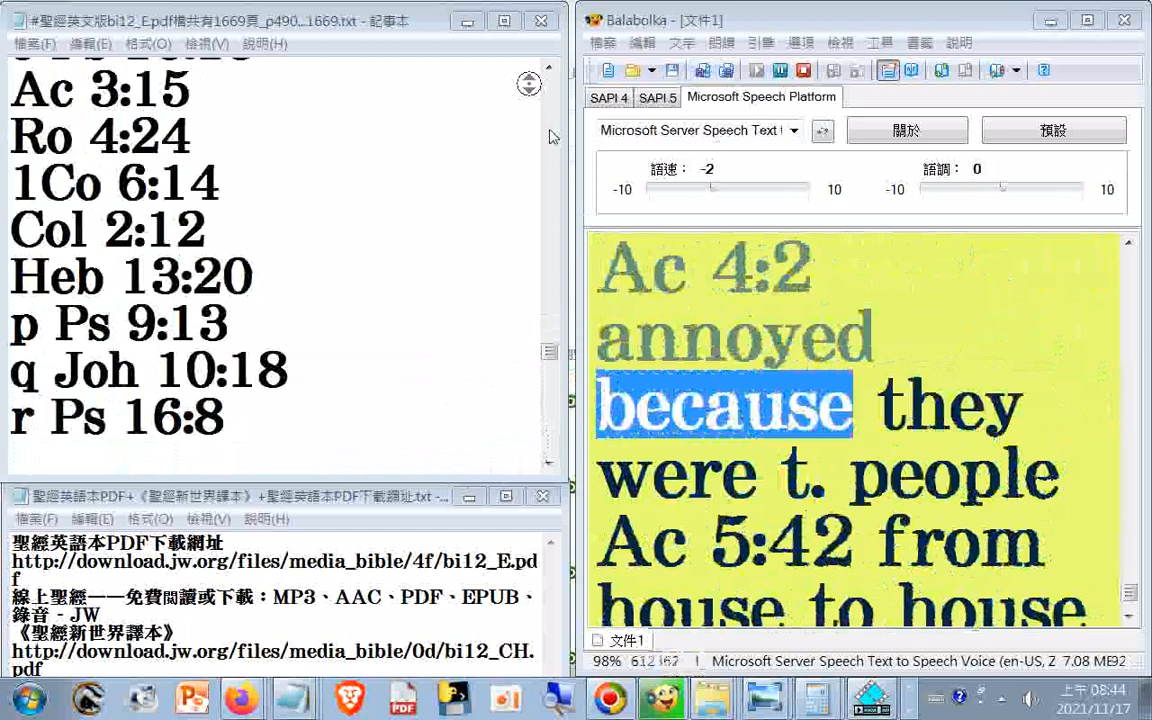 #聖經英文版bi12_E.pdf檔共有1669頁_p490...1669.txt - 記事本
檔案(F) 編輯(E) 格式(O) 檢視(V) 說明(H)
Ac 3:15
Ro 4:24
1Co 6:14
Col 2:12
Heb 13:20
p Ps 9:13
q Joh 10:18
r Ps 16:8
聖經英語本PDF+《聖經新世界譯本》+聖經英語本PDF下載網址.txt - ...
檔案(F) 編輯(E) 格式(O) 檢視(V) 說明(H)
聖經英語本PDF下載網址
http://download.jw.org/files/media_bible/4f/bi12_E.pd
f
線上聖經——免費閱讀或下載：MP3、AAC、PDF、EPUB、
錄音 - JW
《聖經新世界譯本》
http://download.jw.org/files/media_bible/0d/bi12_CH.
pdf
Balabolka - [文件1]
檔案 編輯 文字 朗讀 引擎 選項 檢視 工具 書籤 說明
SAPI 4 SAPI 5 Microsoft Speech Platform
Microsoft Server Speech Text 關於 預設
語速： -2 語調： 0
-10 10 -10 10
Ac 4:2
annoyed
because they
were t. people
Ac 5:42 from
house to house
文件1
98% Microsoft Server Speech Text to Speech Voice (en-US, Z 7.08 ME92
上午 08:44
2021/11/17